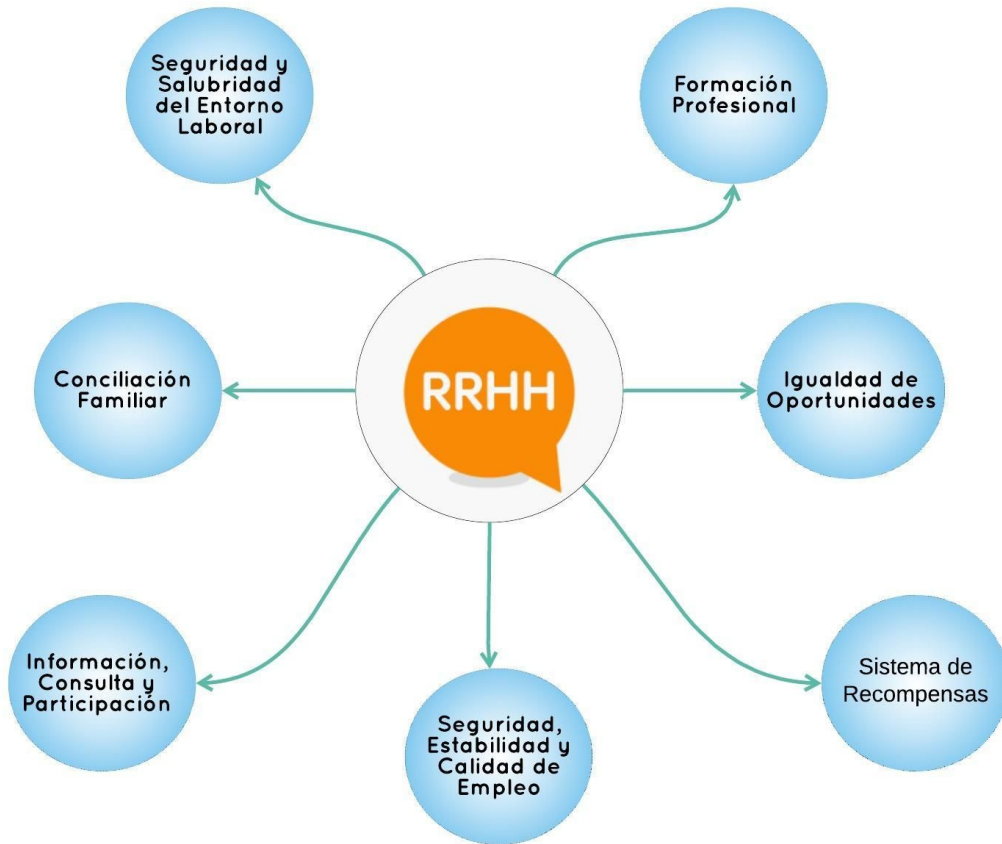 Seguridad y
Salubridad
del Entorno
Laboral
Formación
Profesional
Conciliación
Familiar
RRHH
Igualdad de
Oportunidades
Información,
Consulta y
Participación
Seguridad,
Estabilidad y
Calidad de
Empleo
Sistema de
Recompensas